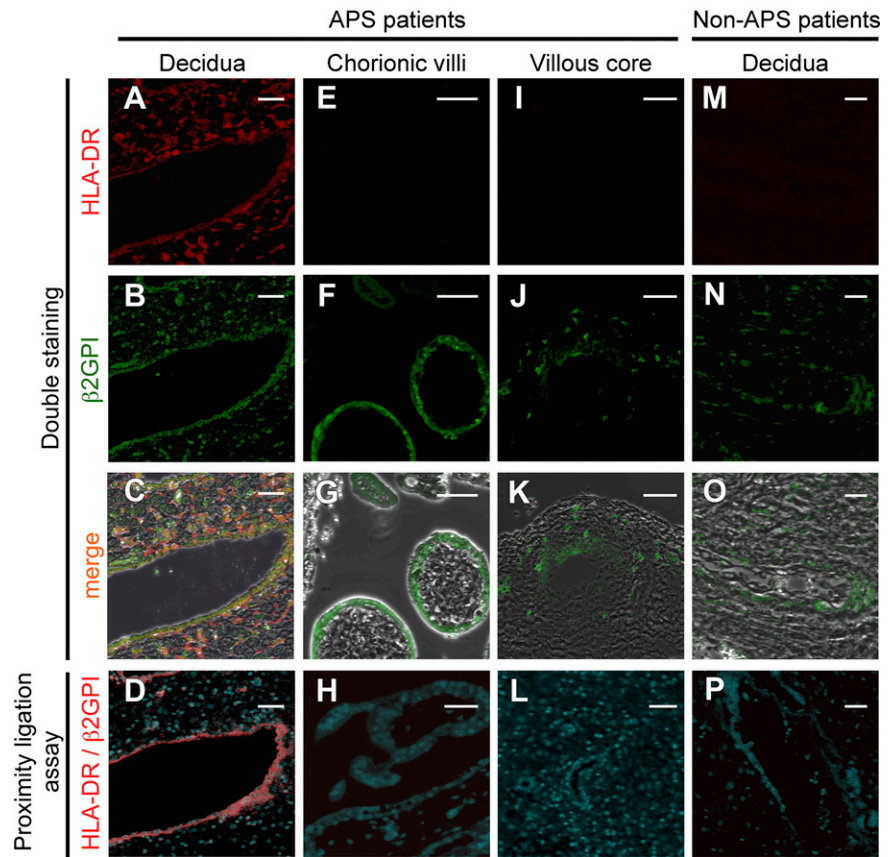 APS patients Non-APS patients
Decidua Chorionic villi Villous core Decidua
A E I M
HLA-DR
B F J N
Double staining
β2GPI
C G K O
merge
D H L P
Proximity ligation
assay
HLA-DR / β2GPI